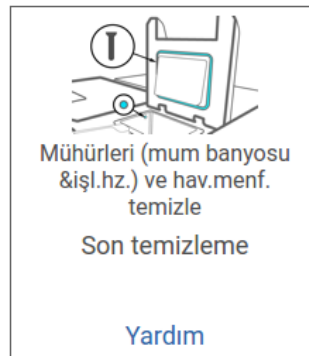 Mühürleri (mum banyosu
&işl.hz.) ve hav.menf.
temizle
Son temizleme
Yardım